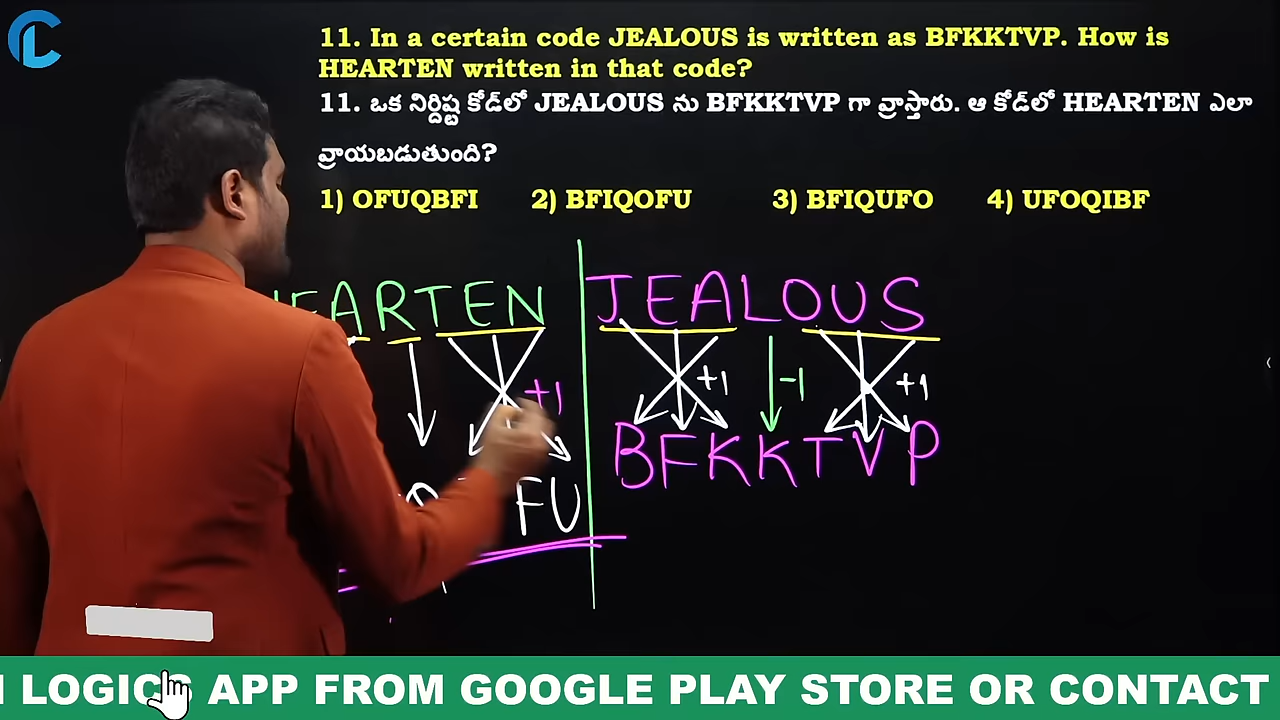 11. In a certain code JEALOUS is written as BFKKTVP. How is
HEARTEN written in that code?
11. ఒక నిర్దిష్ట కోడ్‌లో JEALOUS ను BFKKTVP గా వ్రాస్తారు. ఆ కోడ్‌లో HEARTEN ఎలా
వ్రాయబడుతుంది?
1) OFUQBFI 2) BFIQOFU 3) BFIQUFO 4) UFOQIBF
EARTEN JEALOUS
+1 +1 -1 +1
FU BFKKTVP
LOGICS APP FROM GOOGLE PLAY STORE OR CONTACT